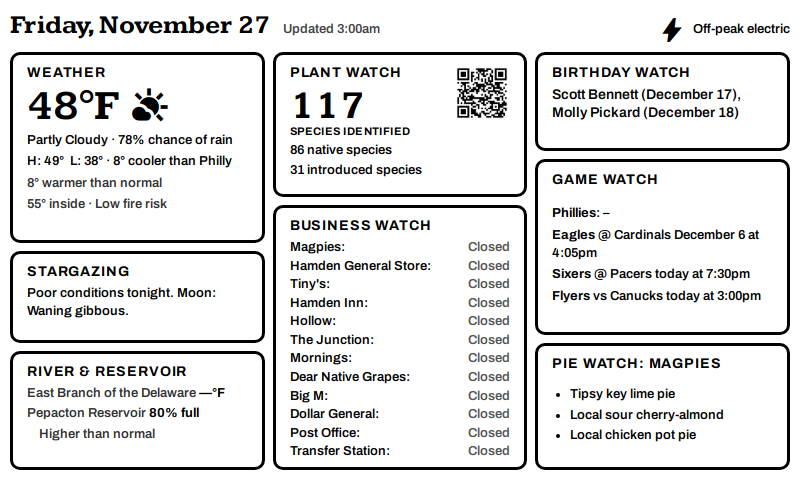 Friday, November 27 Updated 3:00am
Off-peak electric
WEATHER
48°F
Partly Cloudy · 78% chance of rain
H: 49° L: 38° · 8° cooler than Philly
8° warmer than normal
55° inside · Low fire risk
STARGAZING
Poor conditions tonight. Moon:
Waning gibbous.
RIVER & RESERVOIR
East Branch of the Delaware —°F
Pepacton Reservoir 80% full
Higher than normal
PLANT WATCH
117
SPECIES IDENTIFIED
86 native species
31 introduced species
BUSINESS WATCH
Magpies: Closed
Hamden General Store: Closed
Tiny's: Closed
Hamden Inn: Closed
Hollow: Closed
The Junction: Closed
Mornings: Closed
Dear Native Grapes: Closed
Big M: Closed
Dollar General: Closed
Post Office: Closed
Transfer Station: Closed
BIRTHDAY WATCH
Scott Bennett (December 17),
Molly Pickard (December 18)
GAME WATCH
Phillies: –
Eagles @ Cardinals December 6 at
4:05pm
Sixers @ Pacers today at 7:30pm
Flyers vs Canucks today at 3:00pm
PIE WATCH: MAGPIES
• Tipsy key lime pie
• Local sour cherry-almond
• Local chicken pot pie